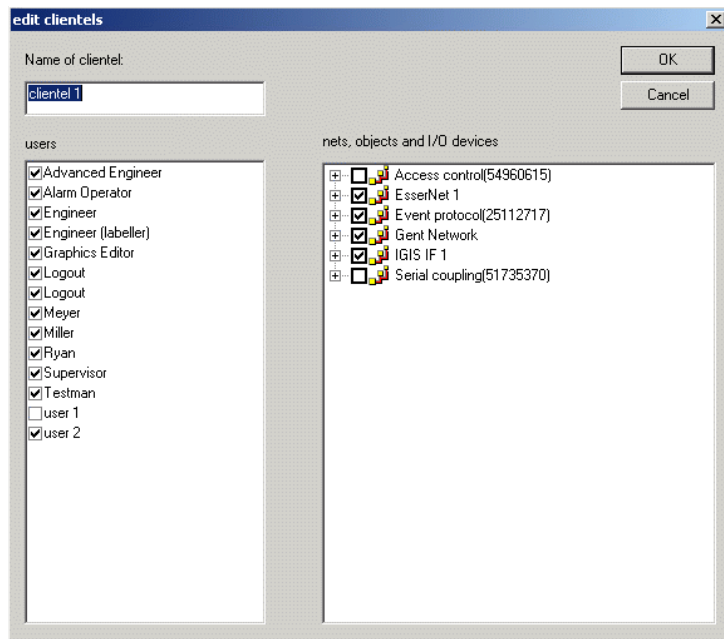 edit clientels
Name of clientel:
clientel 1
OK
Cancel
users
Advanced Engineer
Alarm Operator
Engineer
Engineer (labeller)
Graphics Editor
Logout
Logout
Meyer
Miller
Ryan
Supervisor
Testman
user 1
user 2
nets, objects and I/O devices
Access control(54960615)
EsserNet 1
Event protocol(25112717)
Gent Network
IGIS IF 1
Serial coupling(51735370)